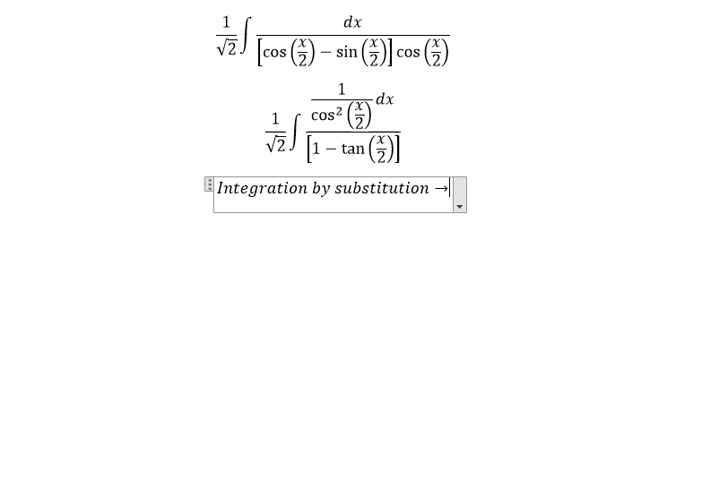 1/√2 ∫ dx / [cos(x/2) − sin(x/2)] cos(x/2)
1/√2 ∫ 1/cos²(x/2) dx / [1 − tan(x/2)]
Integration by substitution →